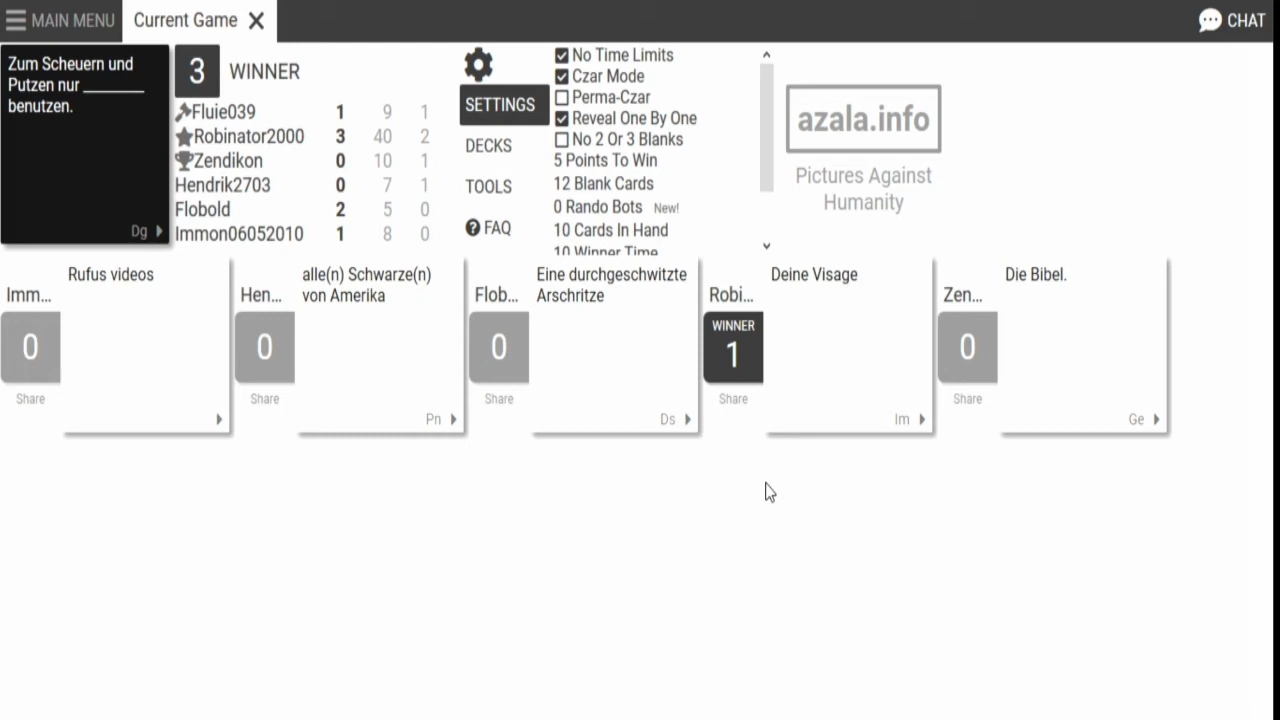 MAIN MENU
Current Game
CHAT
Zum Scheuern und
Putzen nur ________
benutzen.
Dg
3 WINNER
Fluie039 1 9 1
Robinator2000 3 40 2
Zendikon 0 10 1
Hendrik2703 0 7 1
Flobold 2 5 0
Immon06052010 1 8 0
SETTINGS
DECKS
TOOLS
FAQ
No Time Limits
Czar Mode
Perma-Czar
Reveal One By One
No 2 Or 3 Blanks
5 Points To Win
12 Blank Cards
0 Rando Bots New!
10 Cards In Hand
10 Winner Time
azala.info
Pictures Against
Humanity
Imm...
0
Share
Rufus videos
Hen...
0
Share
alle(n) Schwarze(n)
von Amerika
Pn
Flob...
0
Share
Eine durchgeschwitzte
Arschritze
Ds
Robi...
WINNER
1
Share
Deine Visage
Im
Zen...
0
Share
Die Bibel.
Ge